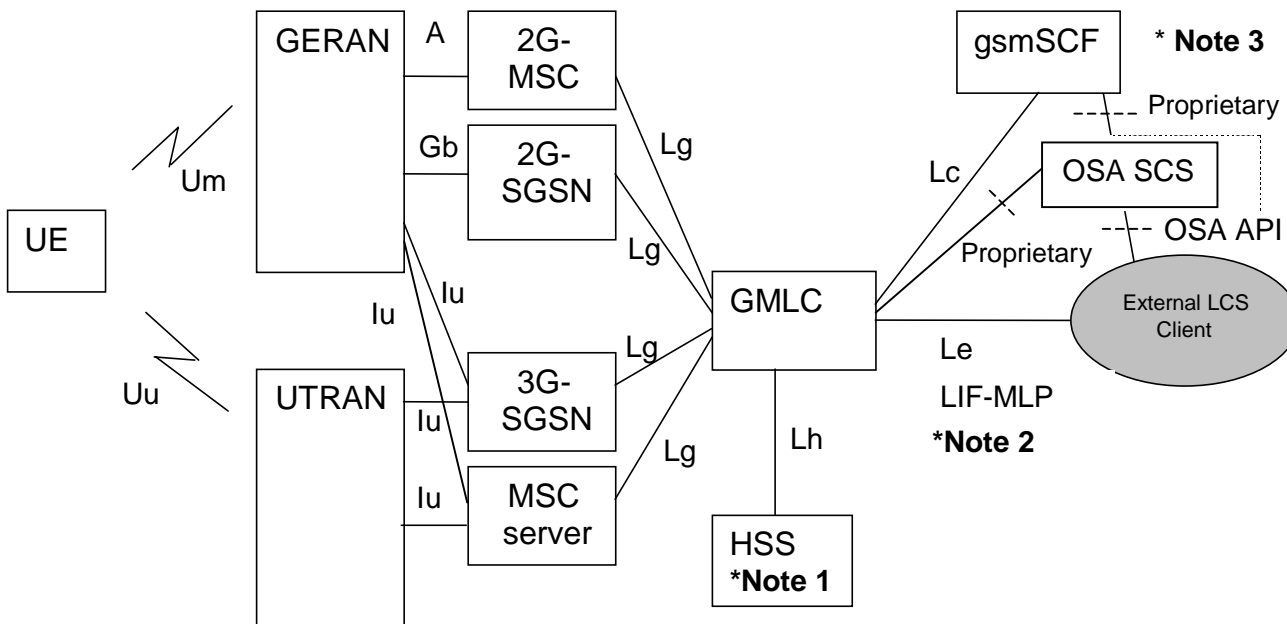 GERAN
A
2G-
MSC
gsmSCF
* Note 3
Proprietary
Gb
2G-
SGSN
Lg
Lc
OSA SCS
Um
UE
Lg
Proprietary
OSA API
Iu
Iu
GMLC
External LCS
Client
Uu
UTRAN
3G-
SGSN
Lg
Le
LIF-MLP
*Note 2
Iu
Lg
Lh
Iu
MSC
server
HSS
*Note 1